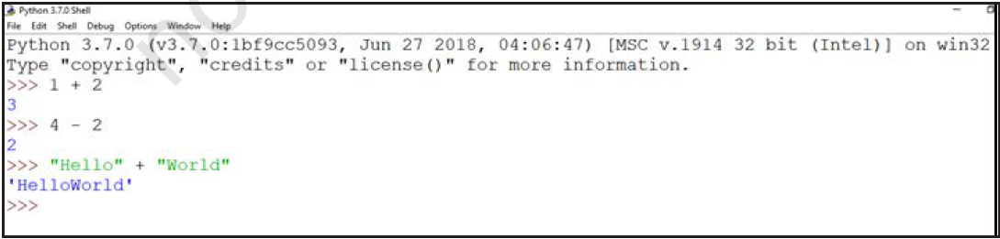 Python 3.7.0 Shell
File Edit Shell Debug Options Window Help
Python 3.7.0 (v3.7.0:1bf9cc5093, Jun 27 2018, 04:06:47) [MSC v.1914 32 bit (Intel)] on win32
Type "copyright", "credits" or "license()" for more information.
>>> 1 + 2
3
>>> 4 - 2
2
>>> "Hello" + "World"
'HelloWorld'
>>>